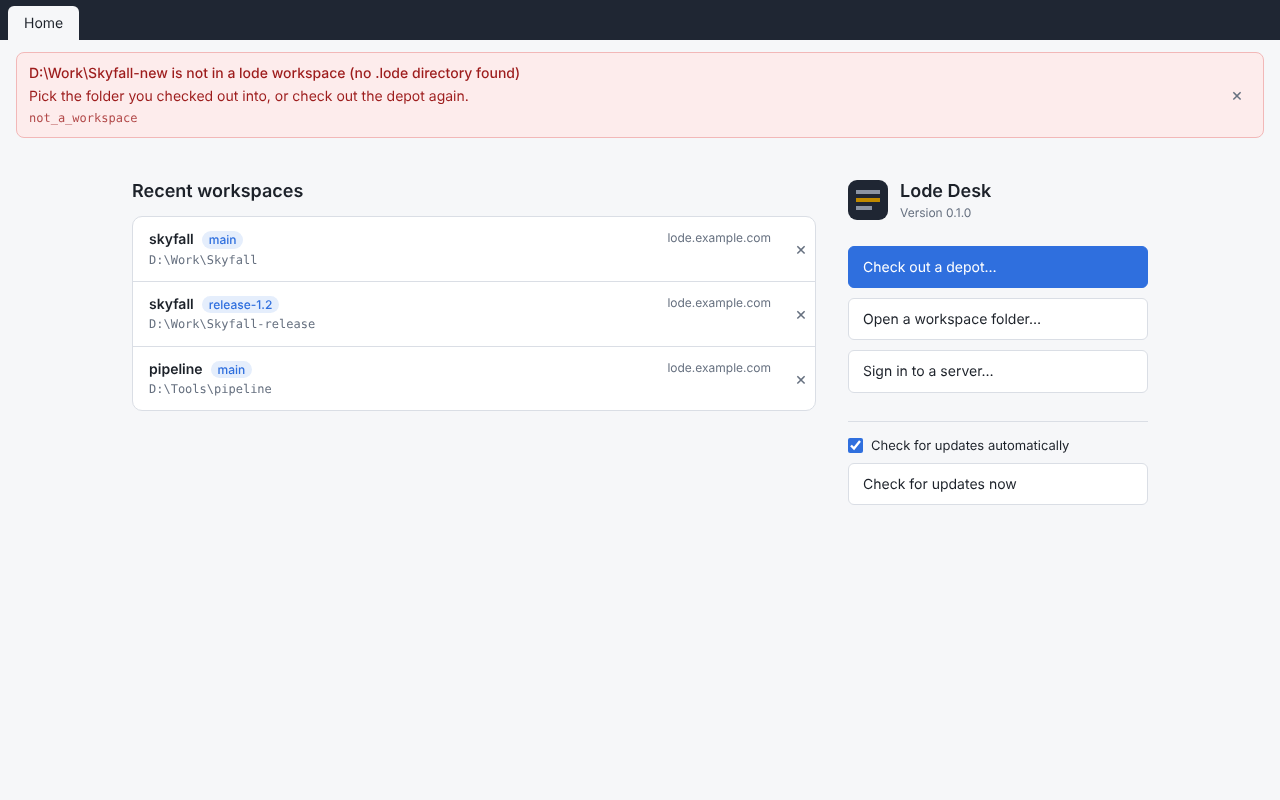 Home
D:\Work\Skyfall-new is not in a lode workspace (no .lode directory found)
Pick the folder you checked out into, or check out the depot again.
not_a_workspace
Recent workspaces
skyfall main lode.example.com
D:\Work\Skyfall
skyfall release-1.2 lode.example.com
D:\Work\Skyfall-release
pipeline main lode.example.com
D:\Tools\pipeline
Lode Desk
Version 0.1.0
Check out a depot...
Open a workspace folder...
Sign in to a server...
Check for updates automatically
Check for updates now